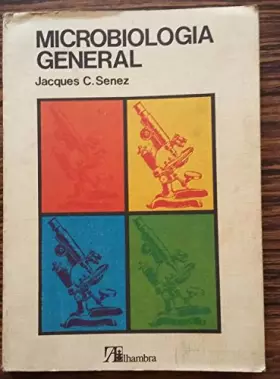 MICROBIOLOGIA
GENERAL
Jacques C. Senez
Alhambra